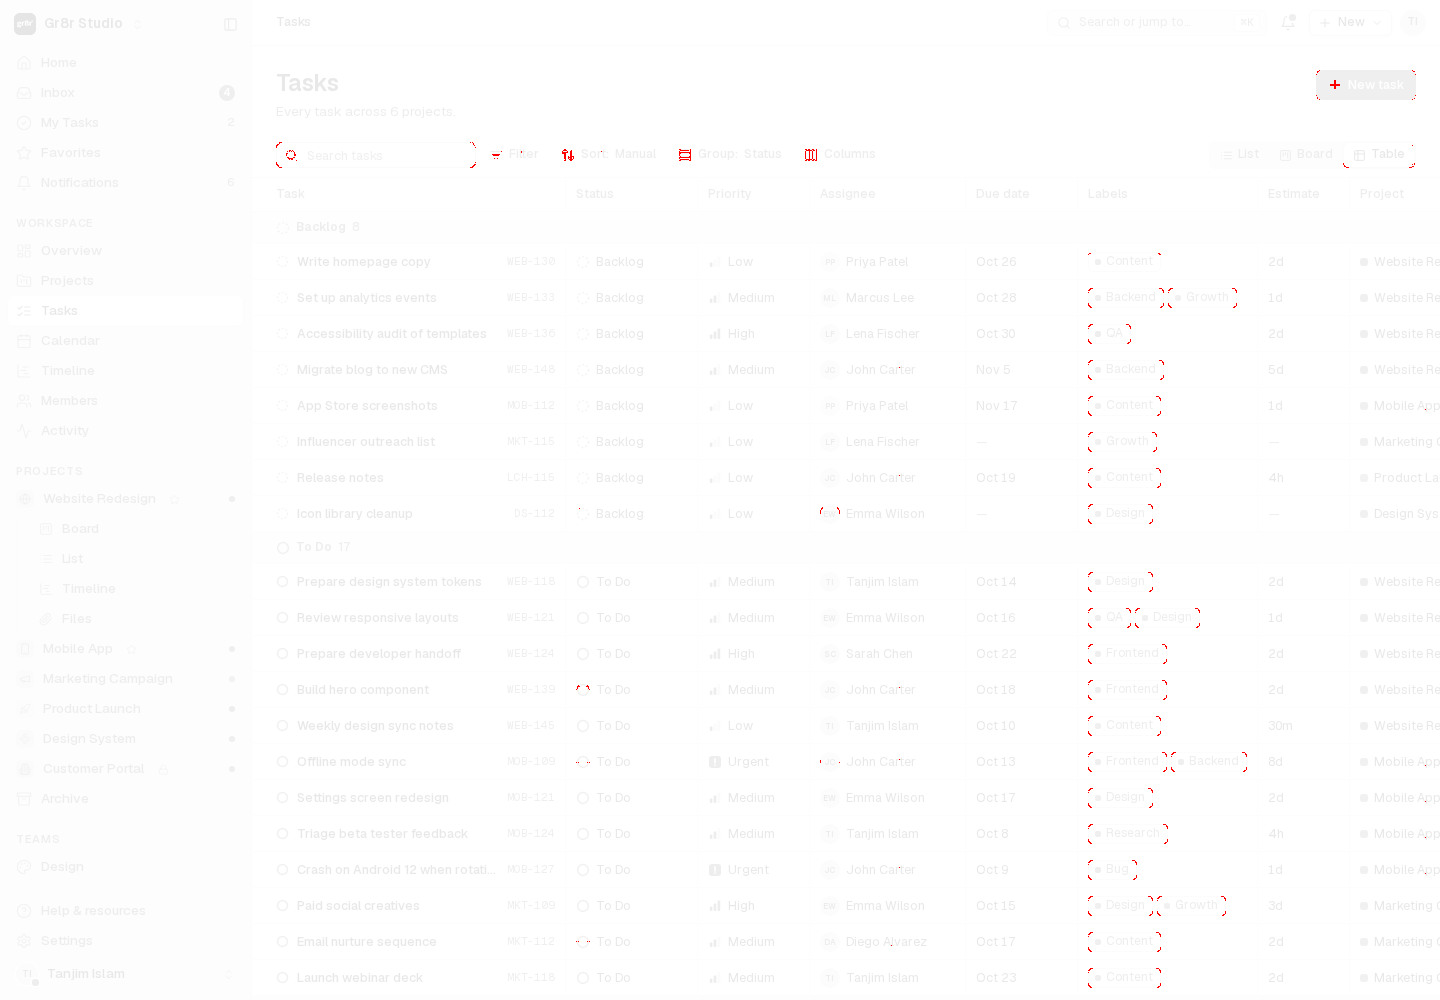 Gr8r Studio
Tasks
Search or jump to...
⌘K
New
TI
Home
Inbox 4
My Tasks 2
Favorites
Notifications 6
WORKSPACE
Overview
Projects
Tasks
Calendar
Timeline
Members
Activity
PROJECTS
Website Redesign
Board
List
Timeline
Files
Mobile App
Marketing Campaign
Product Launch
Design System
Customer Portal
Archive
TEAMS
Design
Help & resources
Settings
TI Tanjim Islam
Tasks
New task
Every task across 6 projects.
Search tasks
Filter
Sort: Manual
Group: Status
Columns
List
Board
Table
Task Status Priority Assignee Due date Labels Estimate Project
Backlog 8
Write homepage copy WEB-130 Backlog Low PP Priya Patel Oct 26 Content 2d Website Re
Set up analytics events WEB-133 Backlog Medium ML Marcus Lee Oct 28 Backend Growth 1d Website Re
Accessibility audit of templates WEB-136 Backlog High LF Lena Fischer Oct 30 QA 2d Website Re
Migrate blog to new CMS WEB-148 Backlog Medium JC John Carter Nov 5 Backend 5d Website Re
App Store screenshots MOB-112 Backlog Low PP Priya Patel Nov 17 Content 1d Mobile App
Influencer outreach list MKT-115 Backlog Low LF Lena Fischer — Growth — Marketing C
Release notes LCH-115 Backlog Low JC John Carter Oct 19 Content 4h Product La
Icon library cleanup DS-112 Backlog Low EW Emma Wilson — Design — Design Sys
To Do 17
Prepare design system tokens WEB-118 To Do Medium TI Tanjim Islam Oct 14 Design 2d Website Re
Review responsive layouts WEB-121 To Do Medium EW Emma Wilson Oct 16 QA Design 1d Website Re
Prepare developer handoff WEB-124 To Do High SC Sarah Chen Oct 22 Frontend 2d Website Re
Build hero component WEB-139 To Do Medium JC John Carter Oct 18 Frontend 2d Website Re
Weekly design sync notes WEB-145 To Do Low TI Tanjim Islam Oct 10 Content 30m Website Re
Offline mode sync MOB-109 To Do Urgent JC John Carter Oct 13 Frontend Backend 8d Mobile App
Settings screen redesign MOB-121 To Do Medium EW Emma Wilson Oct 17 Design 2d Mobile App
Triage beta tester feedback MOB-124 To Do Medium TI Tanjim Islam Oct 8 Research 4h Mobile App
Crash on Android 12 when rotati... MOB-127 To Do Urgent JC John Carter Oct 9 Bug 1d Mobile App
Paid social creatives MKT-109 To Do High EW Emma Wilson Oct 15 Design Growth 3d Marketing C
Email nurture sequence MKT-112 To Do Medium DA Diego Alvarez Oct 17 Content 2d Marketing C
Launch webinar deck MKT-118 To Do Medium TI Tanjim Islam Oct 23 Content 2d Marketing C